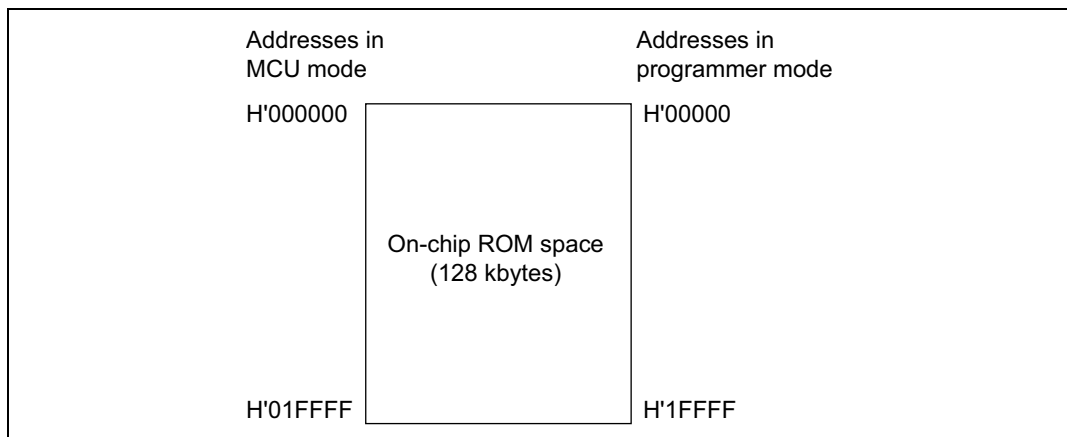 Addresses in
MCU mode
Addresses in
programmer mode
H'000000
H'00000
On-chip ROM space
(128 kbytes)
H'01FFFF
H'1FFFF